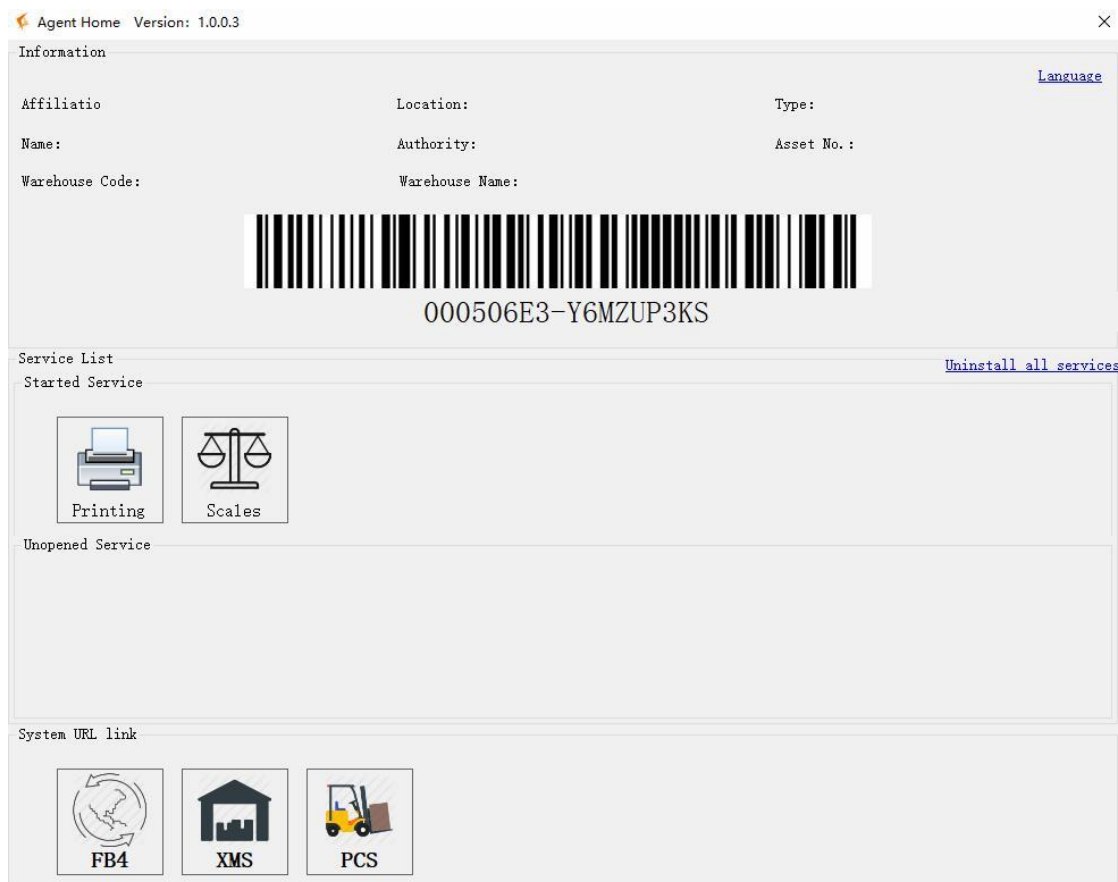 Agent Home Version: 1.0.0.3
Information
Language
Affiliatio Location: Type:
Name: Authority: Asset No.:
Warehouse Code: Warehouse Name:
000506E3-Y6MZUP3KS
Service List
Uninstall all services
Started Service
Printing Scales
Unopened Service
System URL link
FB4 XMS PCS